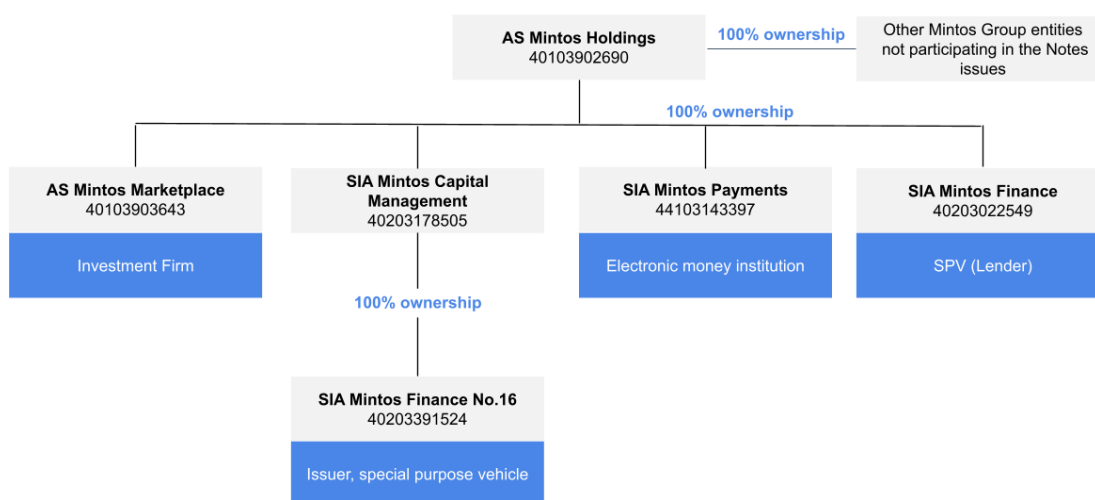 AS Mintos Holdings
40103902690
100% ownership
Other Mintos Group entities
not participating in the Notes
issues
100% ownership
AS Mintos Marketplace
40103903643
Investment Firm
SIA Mintos Capital
Management
40203178505
SIA Mintos Payments
44103143397
Electronic money institution
SIA Mintos Finance
40203022549
SPV (Lender)
100% ownership
SIA Mintos Finance No.16
40203391524
Issuer, special purpose vehicle